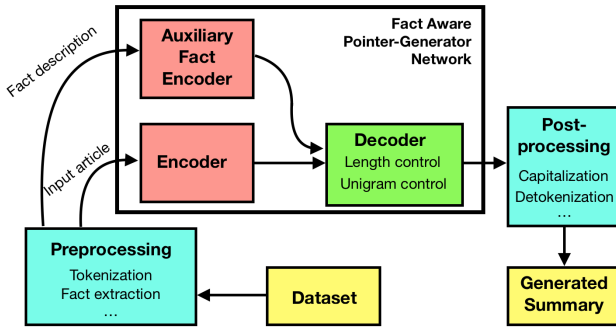 Fact Aware
Pointer-Generator
Network
Auxiliary
Fact
Encoder
Fact description
Input article
Encoder
Decoder
Length control
Unigram control
Post-
processing
Capitalization
Detokenization
...
Preprocessing
Tokenization
Fact extraction
...
Dataset
Generated
Summary